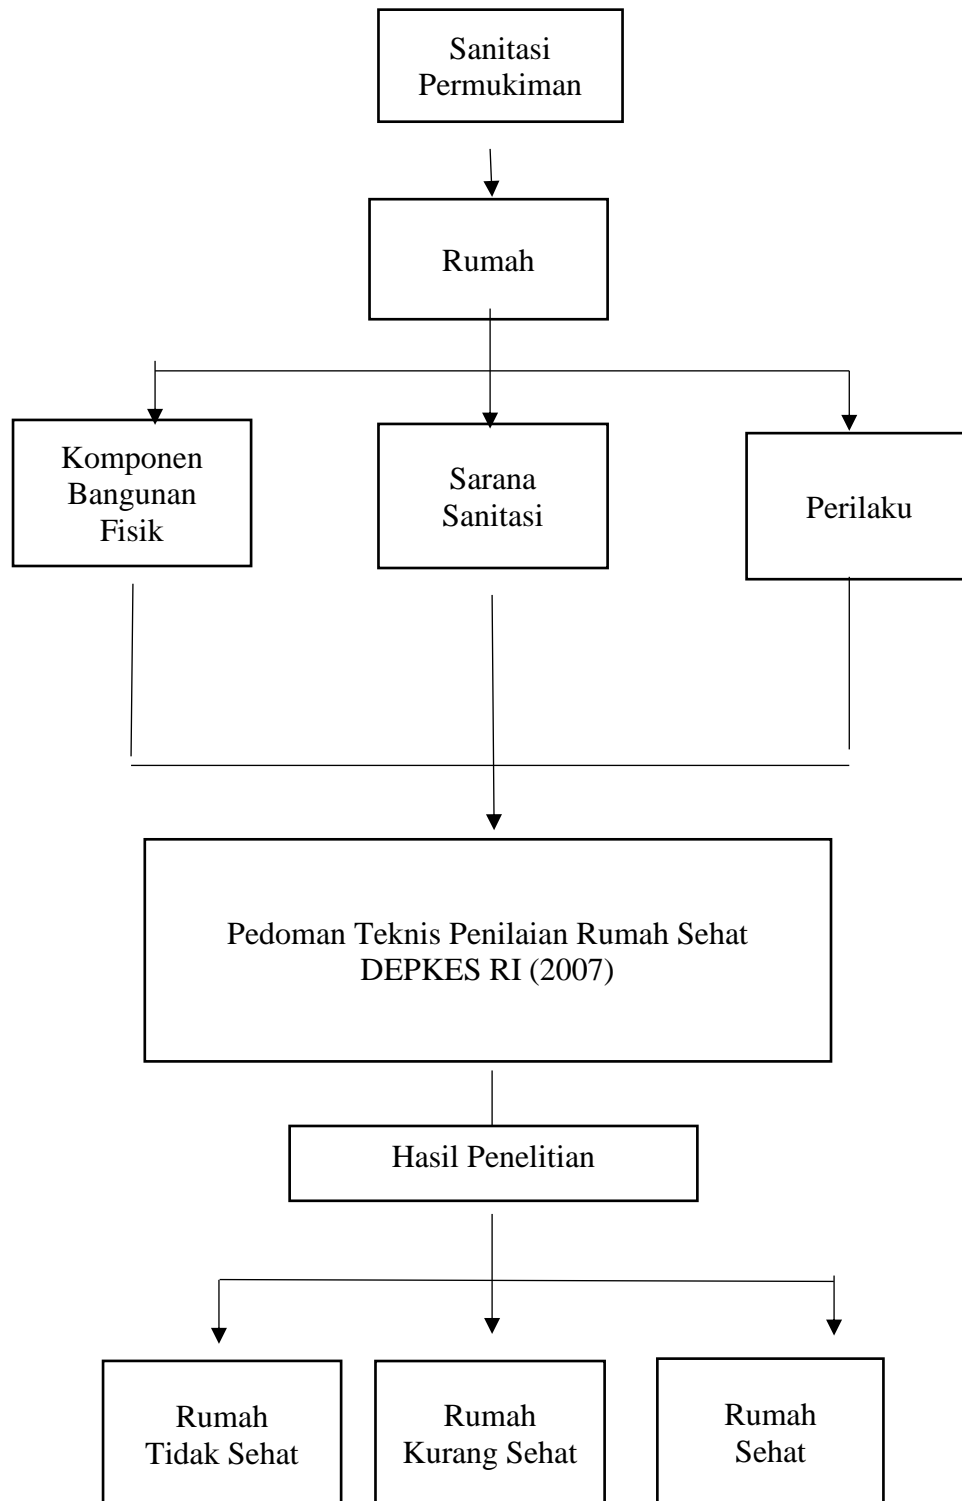 Sanitasi
Permukiman
Rumah
Komponen
Bangunan
Fisik
Sarana
Sanitasi
Perilaku
Pedoman Teknis Penilaian Rumah Sehat
DEPKES RI (2007)
Hasil Penelitian
Rumah
Tidak Sehat
Rumah
Kurang Sehat
Rumah
Sehat